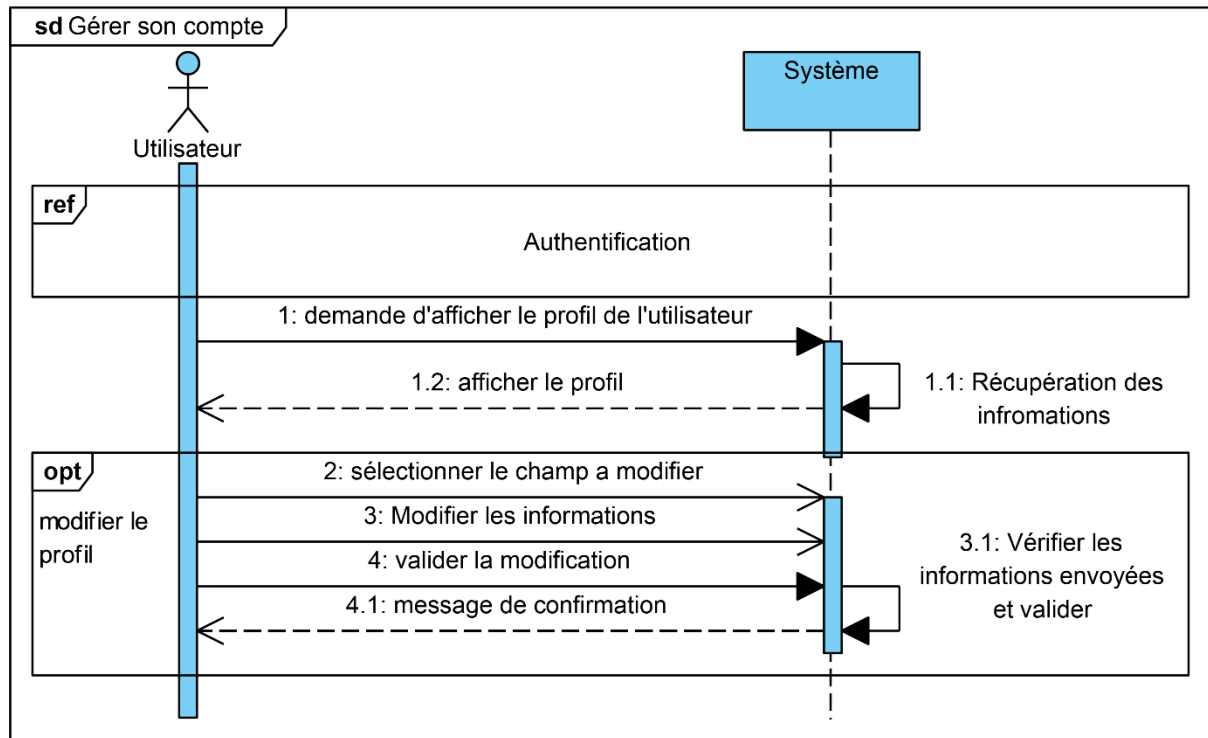 sd Gérer son compte
Système
Utilisateur
ref
Authentification
1: demande d'afficher le profil de l'utilisateur
1.2: afficher le profil
1.1: Récupération des
infromations
opt
2: sélectionner le champ a modifier
modifier le
profil
3: Modifier les informations
4: valider la modification
3.1: Vérifier les
informations envoyées
et valider
4.1: message de confirmation